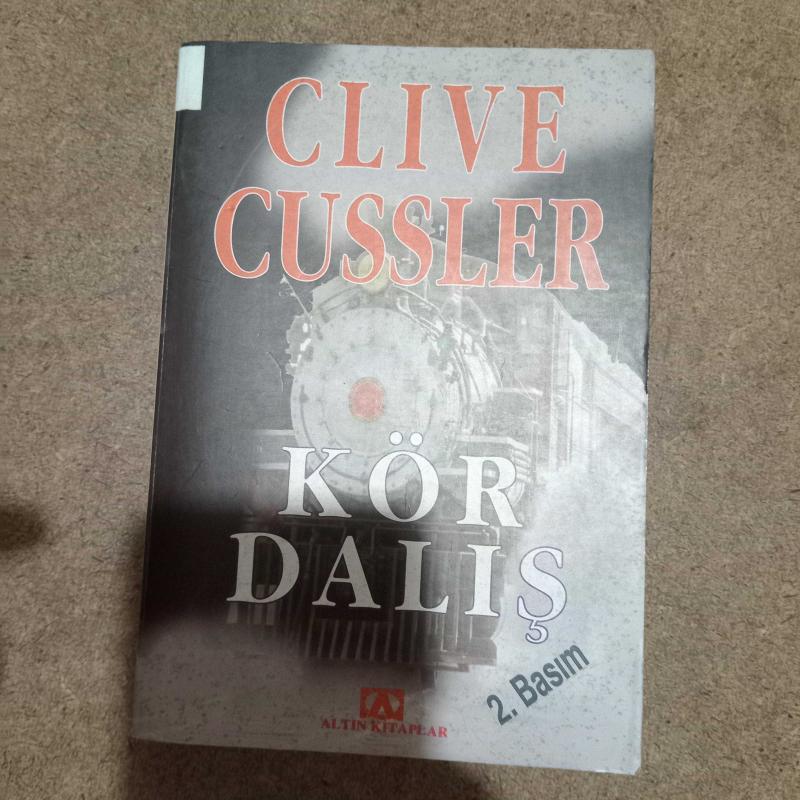 CLIVE
CUSSLER
KÖR
DALIŞ
2. Basım
ALTIN KİTAPLAR